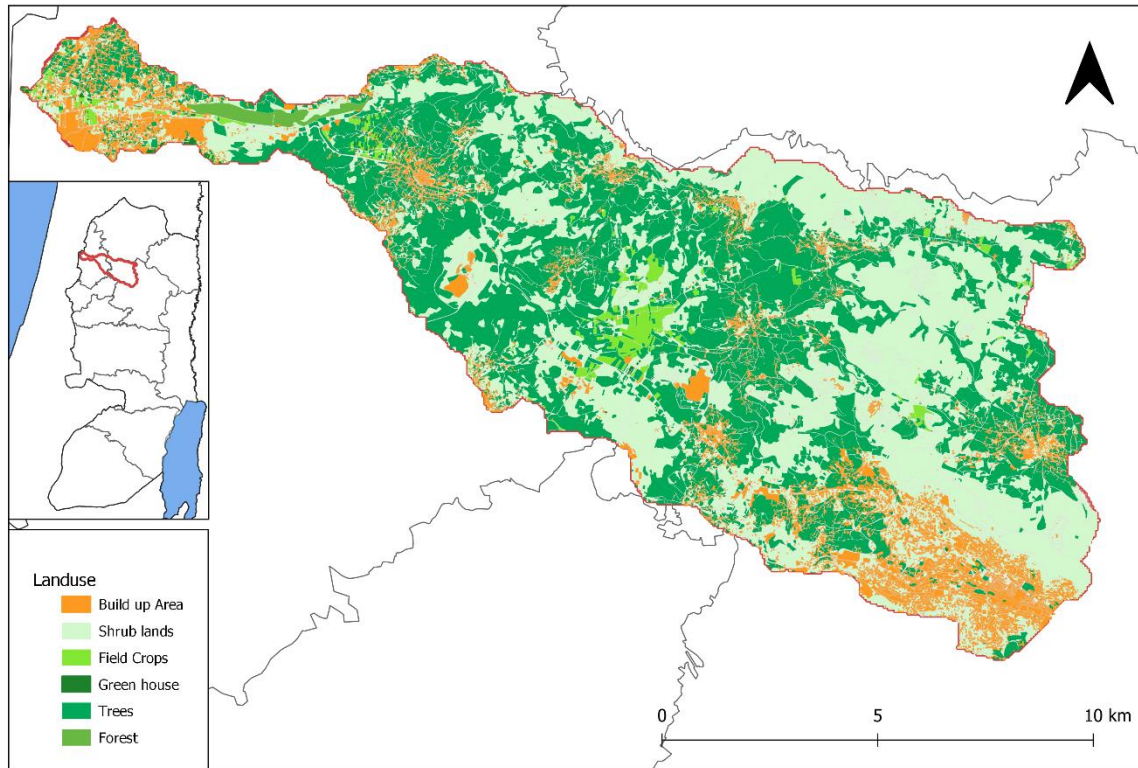 Landuse
Build up Area
Shrub lands
Field Crops
Green house
Trees
Forest
0 5 10 km